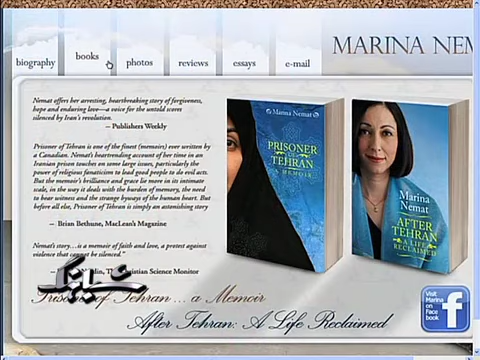 biography
books
photos
reviews
essays
e-mail
MARINA NEM
Nemat offers her arresting, heartbreaking story of forgiveness,
hope and enduring love—a voice for the untold scores
silenced by Iran's revolution.
— Publishers Weekly
Prisoner of Tehran is one of the finest (memoirs) ever written by
a Canadian. Nemat's heartrending account of her time in an
Iranian prison touches on some large issues, particularly the
power of religious fanaticism to lead good people to do evil acts.
But the memoir's brilliance and grace lie more in its intimate
scale, in the way it deals with the burden of memory, the need
to bear witness and the strange byways of the human heart. But
before all else, Prisoner of Tehran is simply an astonishing story
— Brian Bethune, MacLean's Magazine
Nemat's story…is a memoir of faith and love, a protest against
violence that cannot be silenced."
Christian Science Monitor
Marina Nemat
PRISONER
OF
TEHRAN
A MEMOIR
Marina
Nemat
AFTER
TEHRAN
A LIFE
RECLAIMED
Prisoner of Tehran... a Memoir
After Tehran: A Life Reclaimed
Visit
Marina
on
Face
book
f